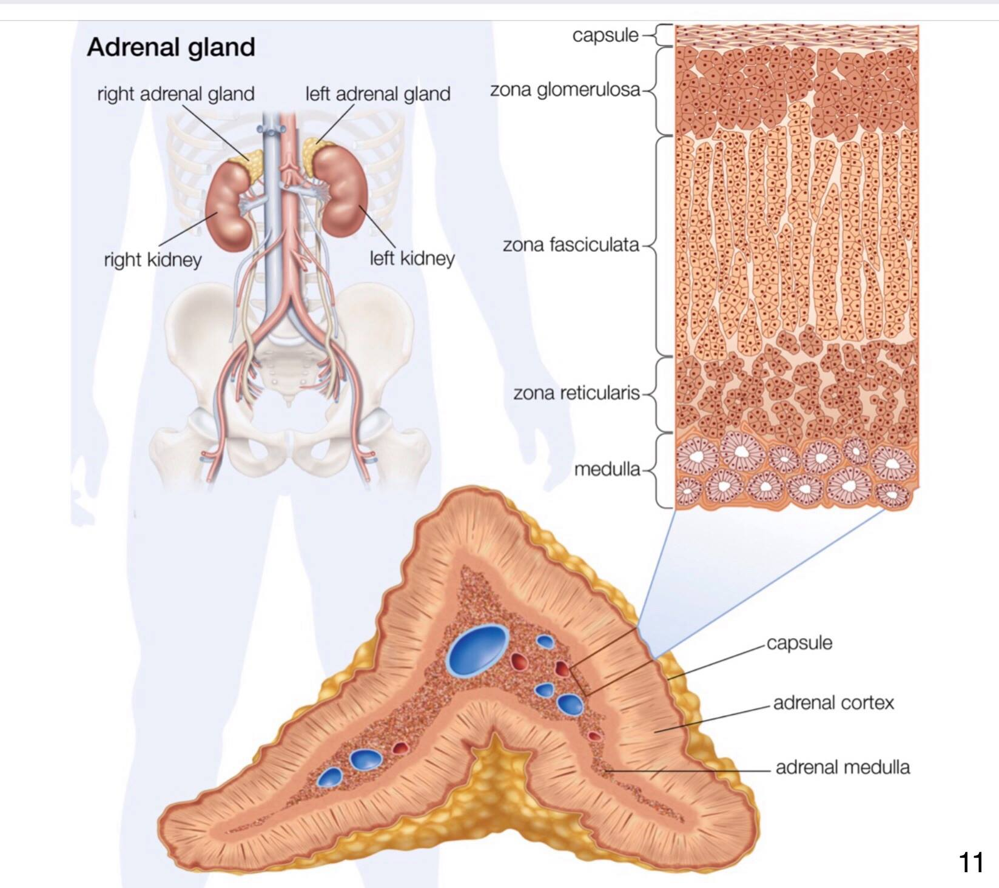 Adrenal gland
right adrenal gland
left adrenal gland
right kidney
left kidney
capsule
zona glomerulosa
zona fasciculata
zona reticularis
medulla
capsule
adrenal cortex
adrenal medulla
11